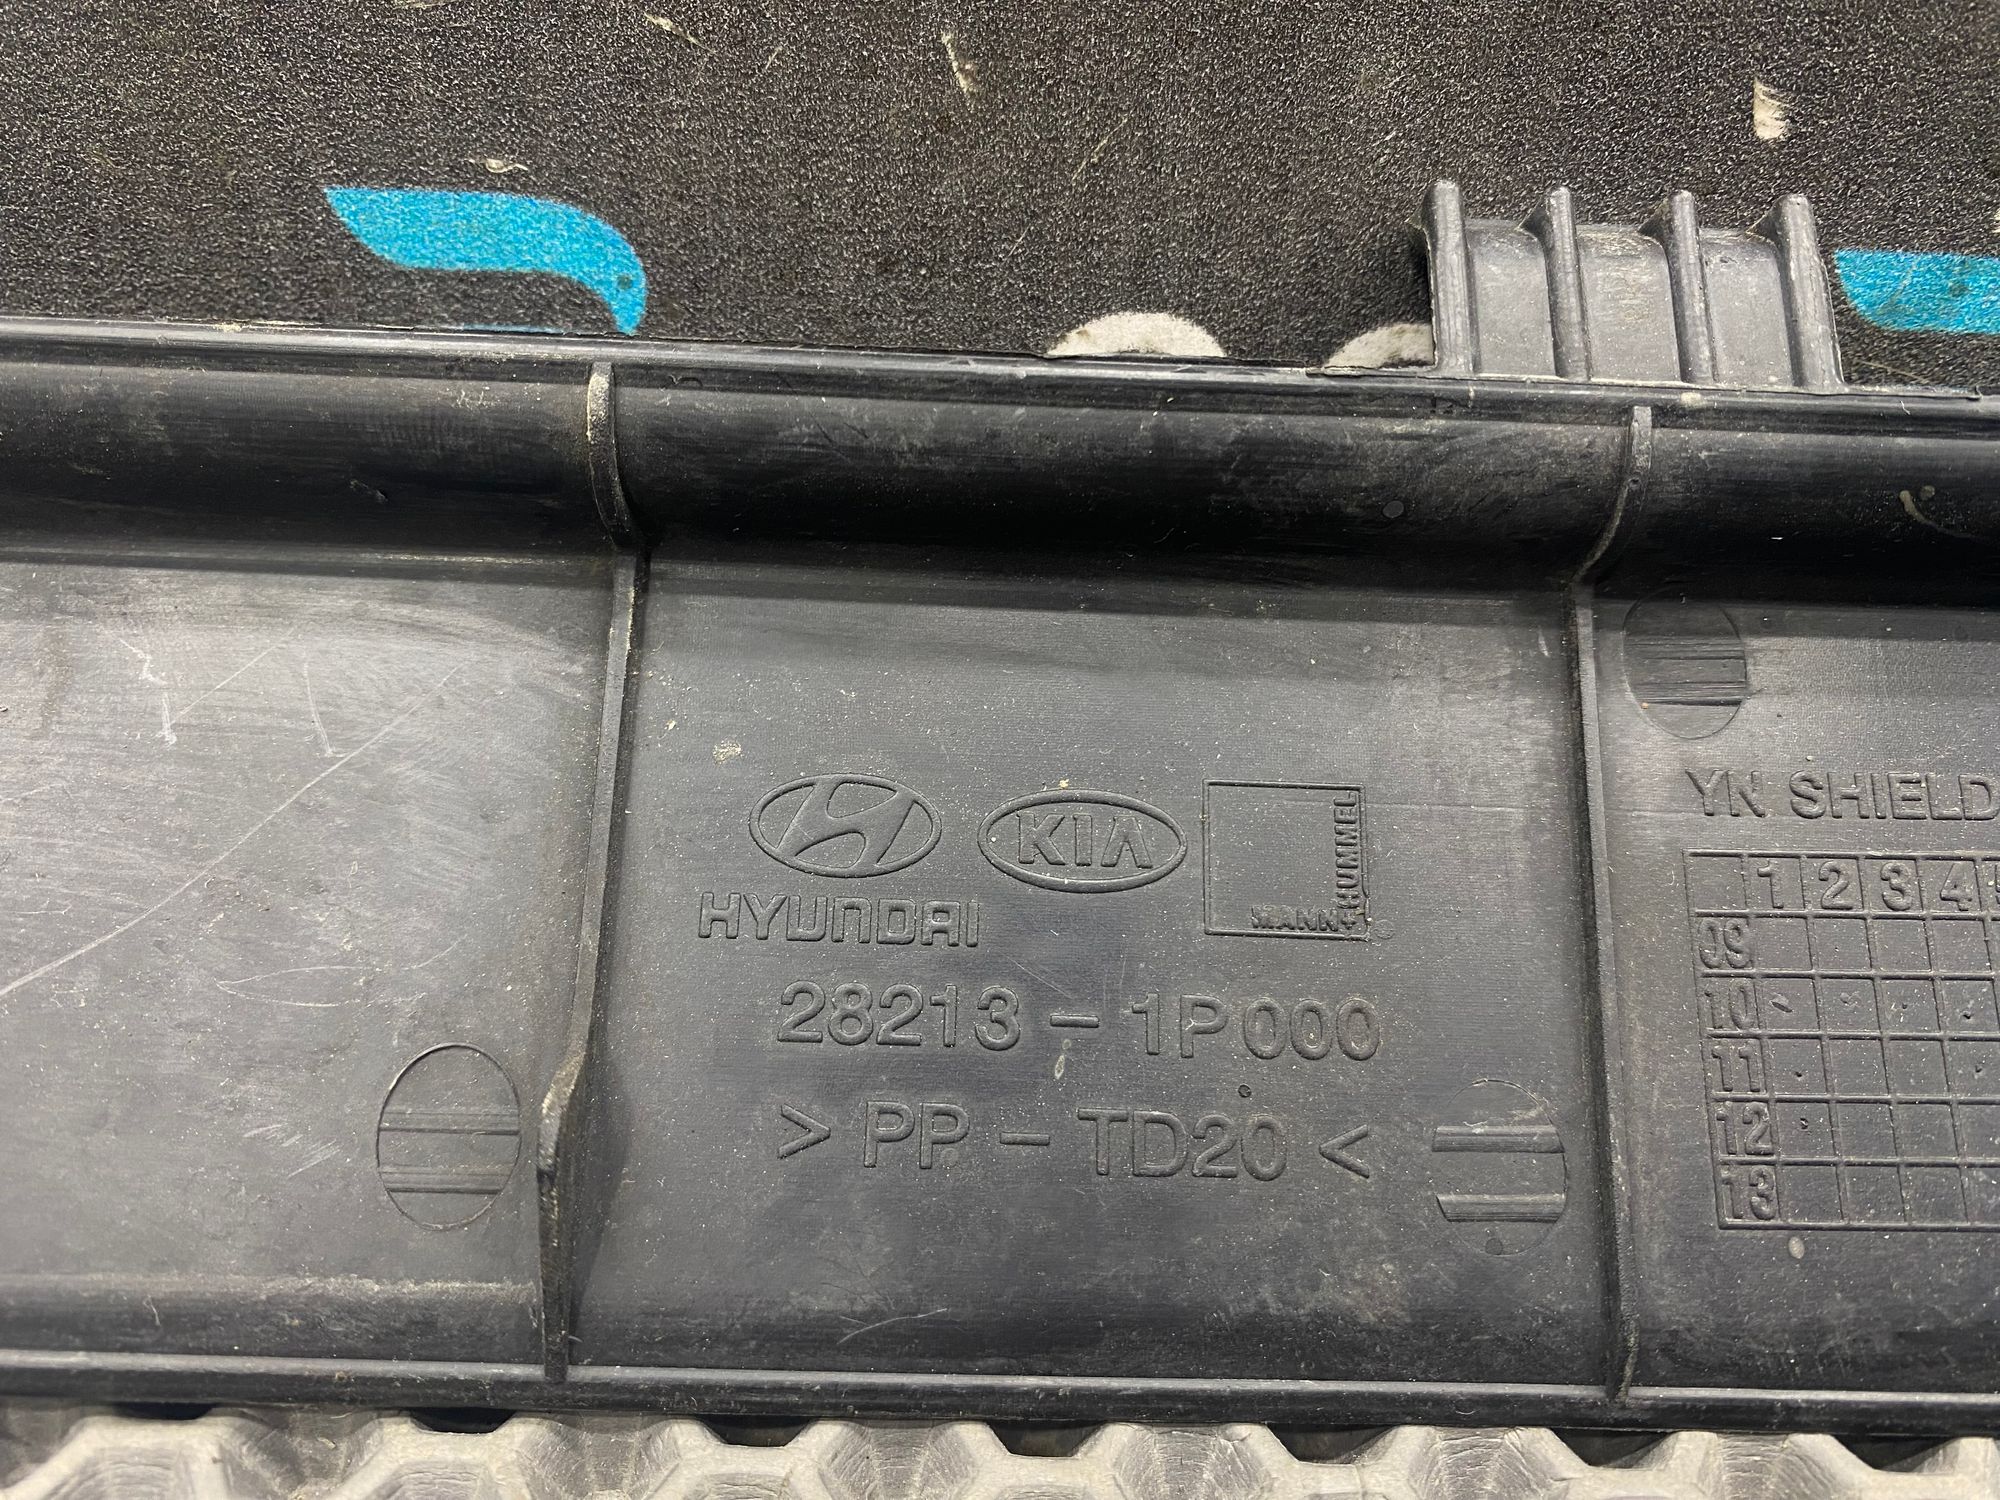 HYUNDAI
KIA
MANN+
HUMMEL
28213-1P000
>PP-TD20<
YN SHIELD
1 2 3 4
09
10
11
12
13